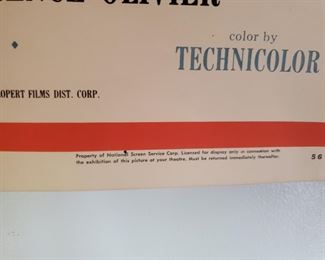 OLIVIER
color by
TECHNICOLOR
FILMS DIST. CORP.
Property of National Screen Service Corp. Licensed for display only in connection with
the exhibition of this picture at your theatre. Must be returned immediately thereafter.
56